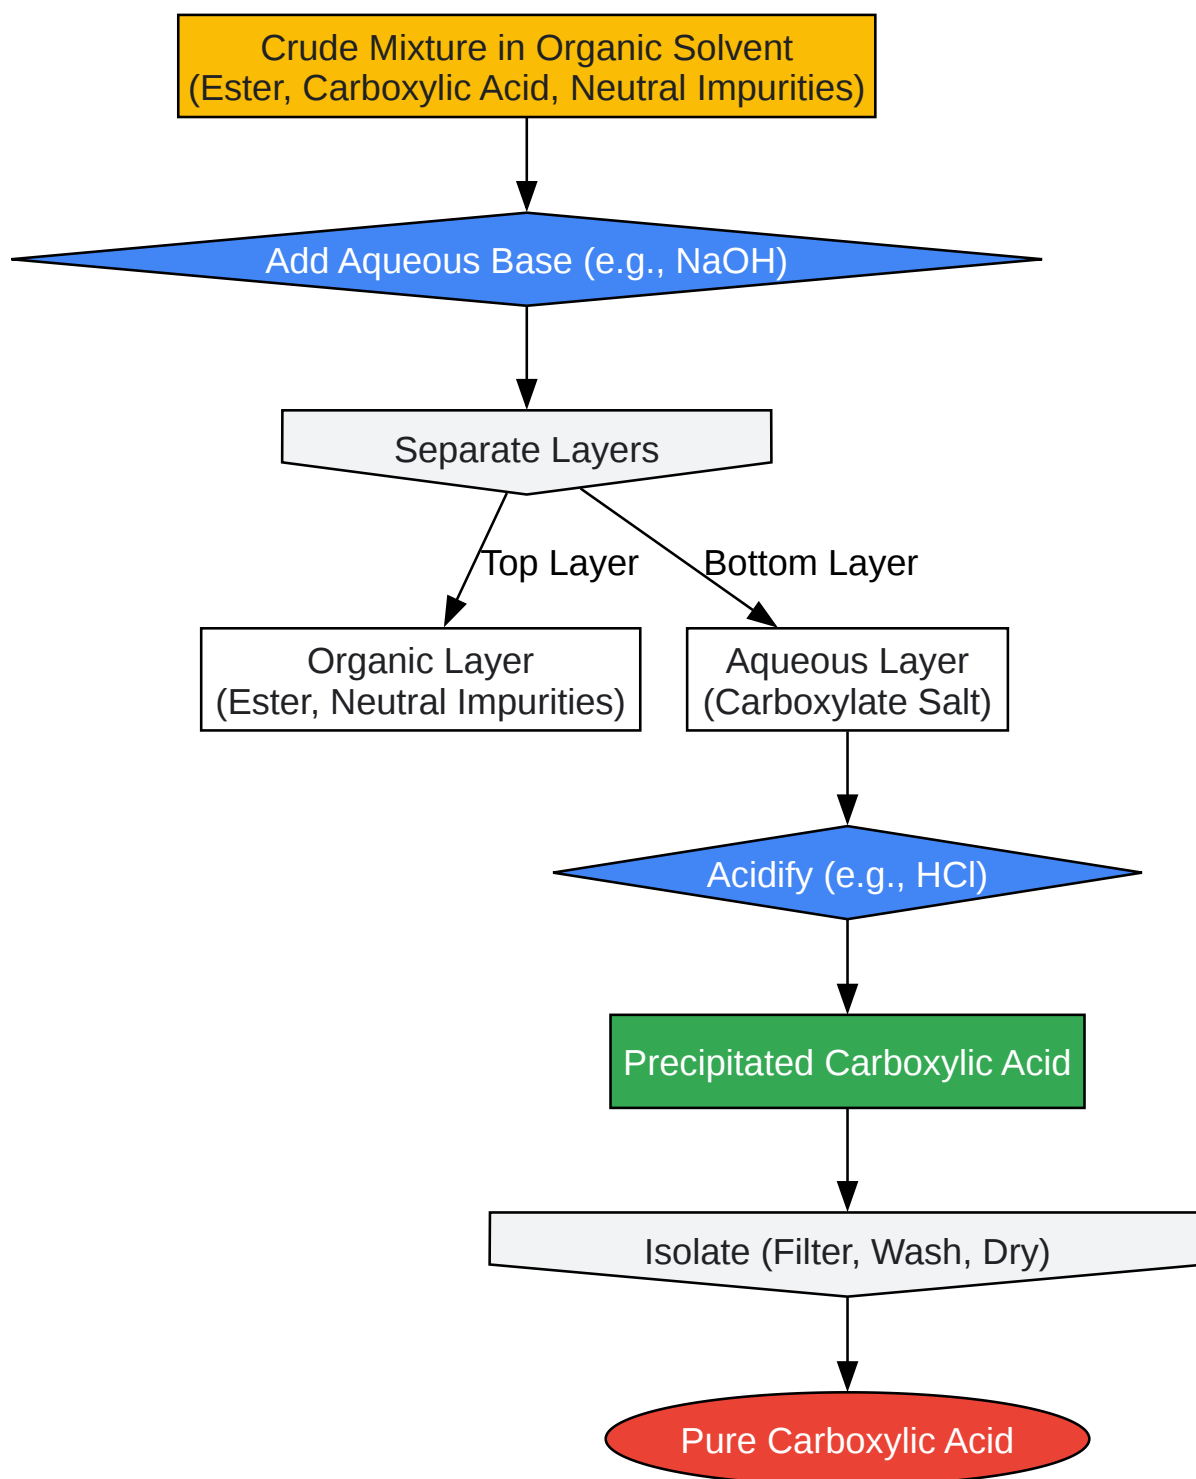 Crude Mixture in Organic Solvent
(Ester, Carboxylic Acid, Neutral Impurities)
Add Aqueous Base (e.g., NaOH)
Separate Layers
Top Layer
Bottom Layer
Organic Layer
(Ester, Neutral Impurities)
Aqueous Layer
(Carboxylate Salt)
Acidify (e.g., HCl)
Precipitated Carboxylic Acid
Isolate (Filter, Wash, Dry)
Pure Carboxylic Acid